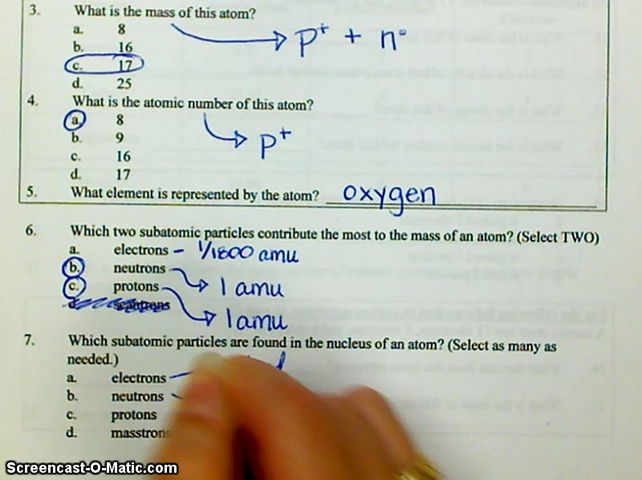 3. What is the mass of this atom?
a. 8
b. 16 p⁺ + n°
c. 17
d. 25
4. What is the atomic number of this atom?
a. 8
b. 9 p⁺
c. 16
d. 17
5. What element is represented by the atom? oxygen
6. Which two subatomic particles contribute the most to the mass of an atom? (Select TWO)
a. electrons – 1/1800 amu
b. neutrons
c. protons 1 amu
1 amu
7. Which subatomic particles are found in the nucleus of an atom? (Select as many as
needed.)
a. electrons
b. neutrons
c. protons
d. masstrons
Screencast-O-Matic.com